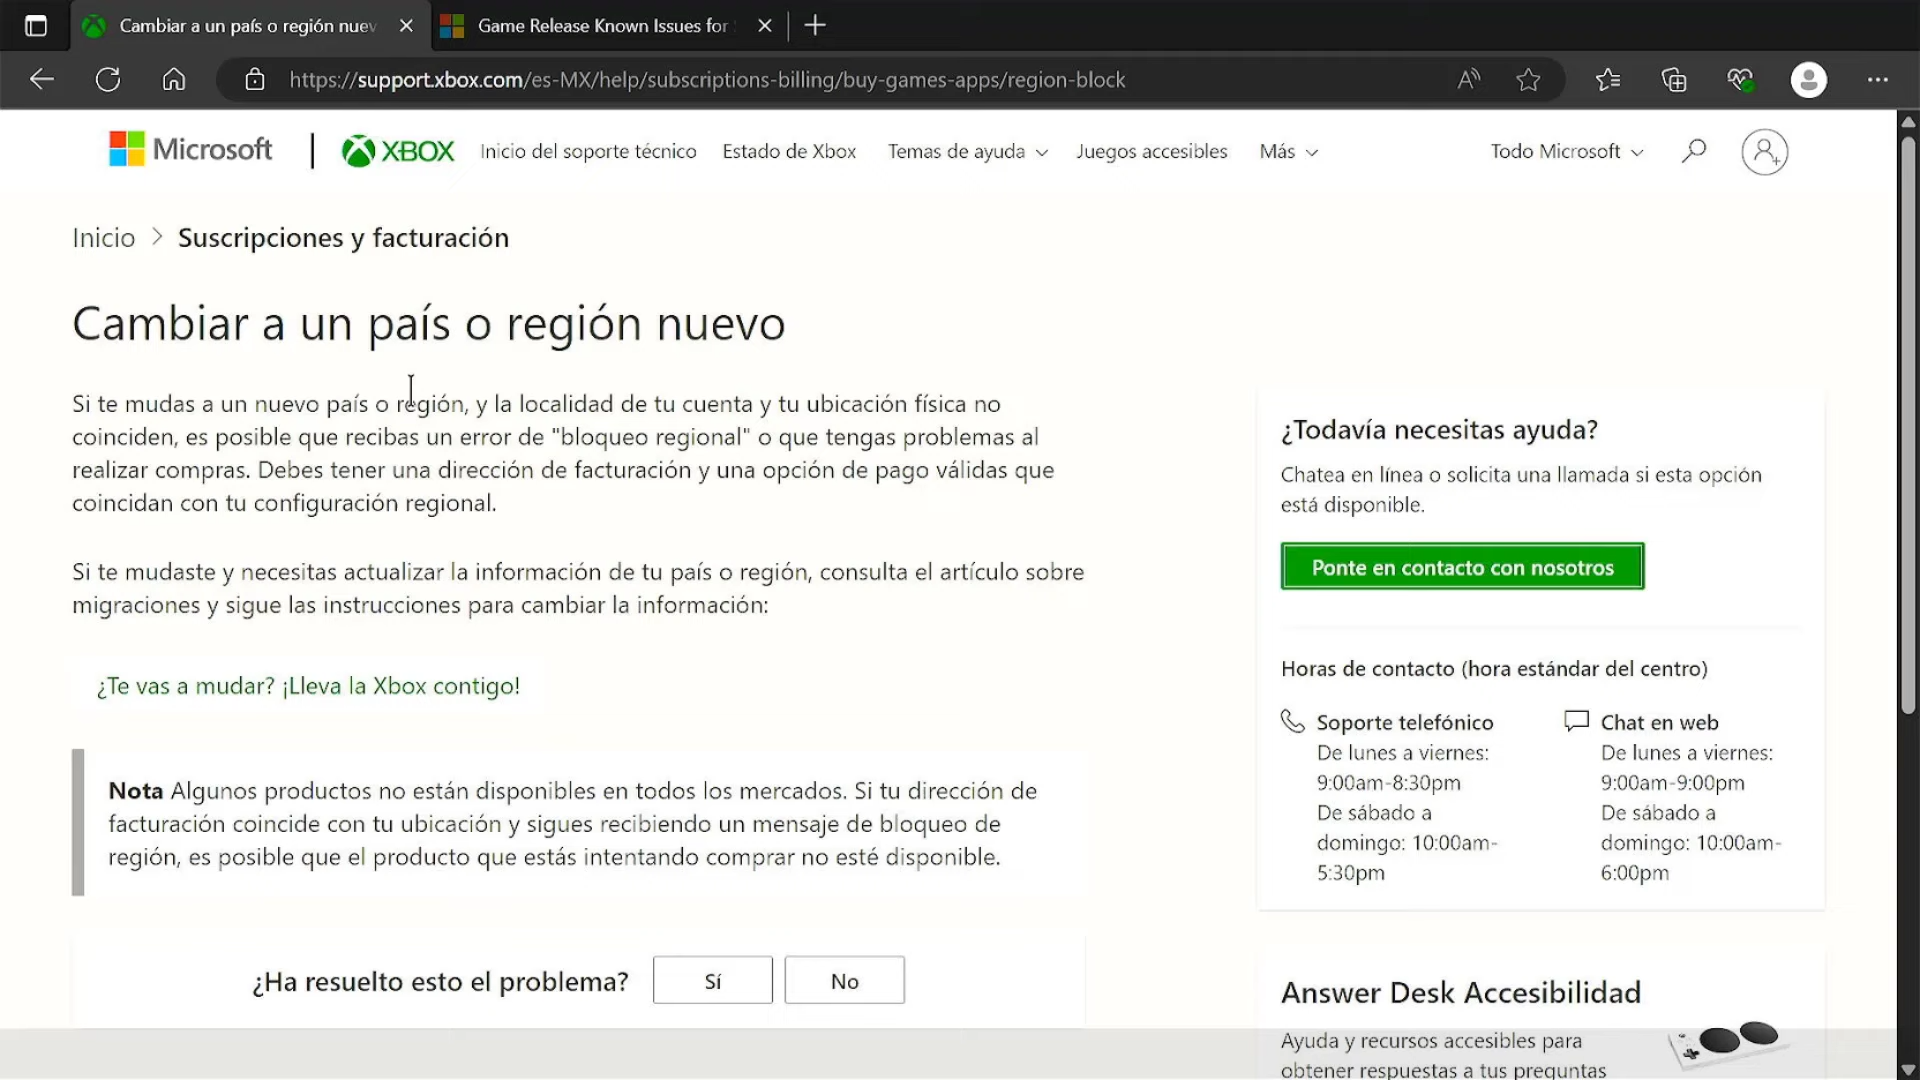 Cambiar a un país o región nuev
Game Release Known Issues for
https://support.xbox.com/es-MX/help/subscriptions-billing/buy-games-apps/region-block
Microsoft
XBOX
Inicio del soporte técnico
Estado de Xbox
Temas de ayuda
Juegos accesibles
Más
Todo Microsoft
Inicio > Suscripciones y facturación
Cambiar a un país o región nuevo
Si te mudas a un nuevo país o región, y la localidad de tu cuenta y tu ubicación física no
coinciden, es posible que recibas un error de "bloqueo regional" o que tengas problemas al
realizar compras. Debes tener una dirección de facturación y una opción de pago válidas que
coincidan con tu configuración regional.
Si te mudaste y necesitas actualizar la información de tu país o región, consulta el artículo sobre
migraciones y sigue las instrucciones para cambiar la información:
¿Te vas a mudar? ¡Lleva la Xbox contigo!
Nota Algunos productos no están disponibles en todos los mercados. Si tu dirección de
facturación coincide con tu ubicación y sigues recibiendo un mensaje de bloqueo de
región, es posible que el producto que estás intentando comprar no esté disponible.
¿Ha resuelto esto el problema?
Sí
No
¿Todavía necesitas ayuda?
Chatea en línea o solicita una llamada si esta opción
está disponible.
Ponte en contacto con nosotros
Horas de contacto (hora estándar del centro)
Soporte telefónico
De lunes a viernes:
9:00am-8:30pm
De sábado a
domingo: 10:00am-
5:30pm
Chat en web
De lunes a viernes:
9:00am-9:00pm
De sábado a
domingo: 10:00am-
6:00pm
Answer Desk Accesibilidad
Ayuda y recursos accesibles para
obtener respuestas a tus preguntas